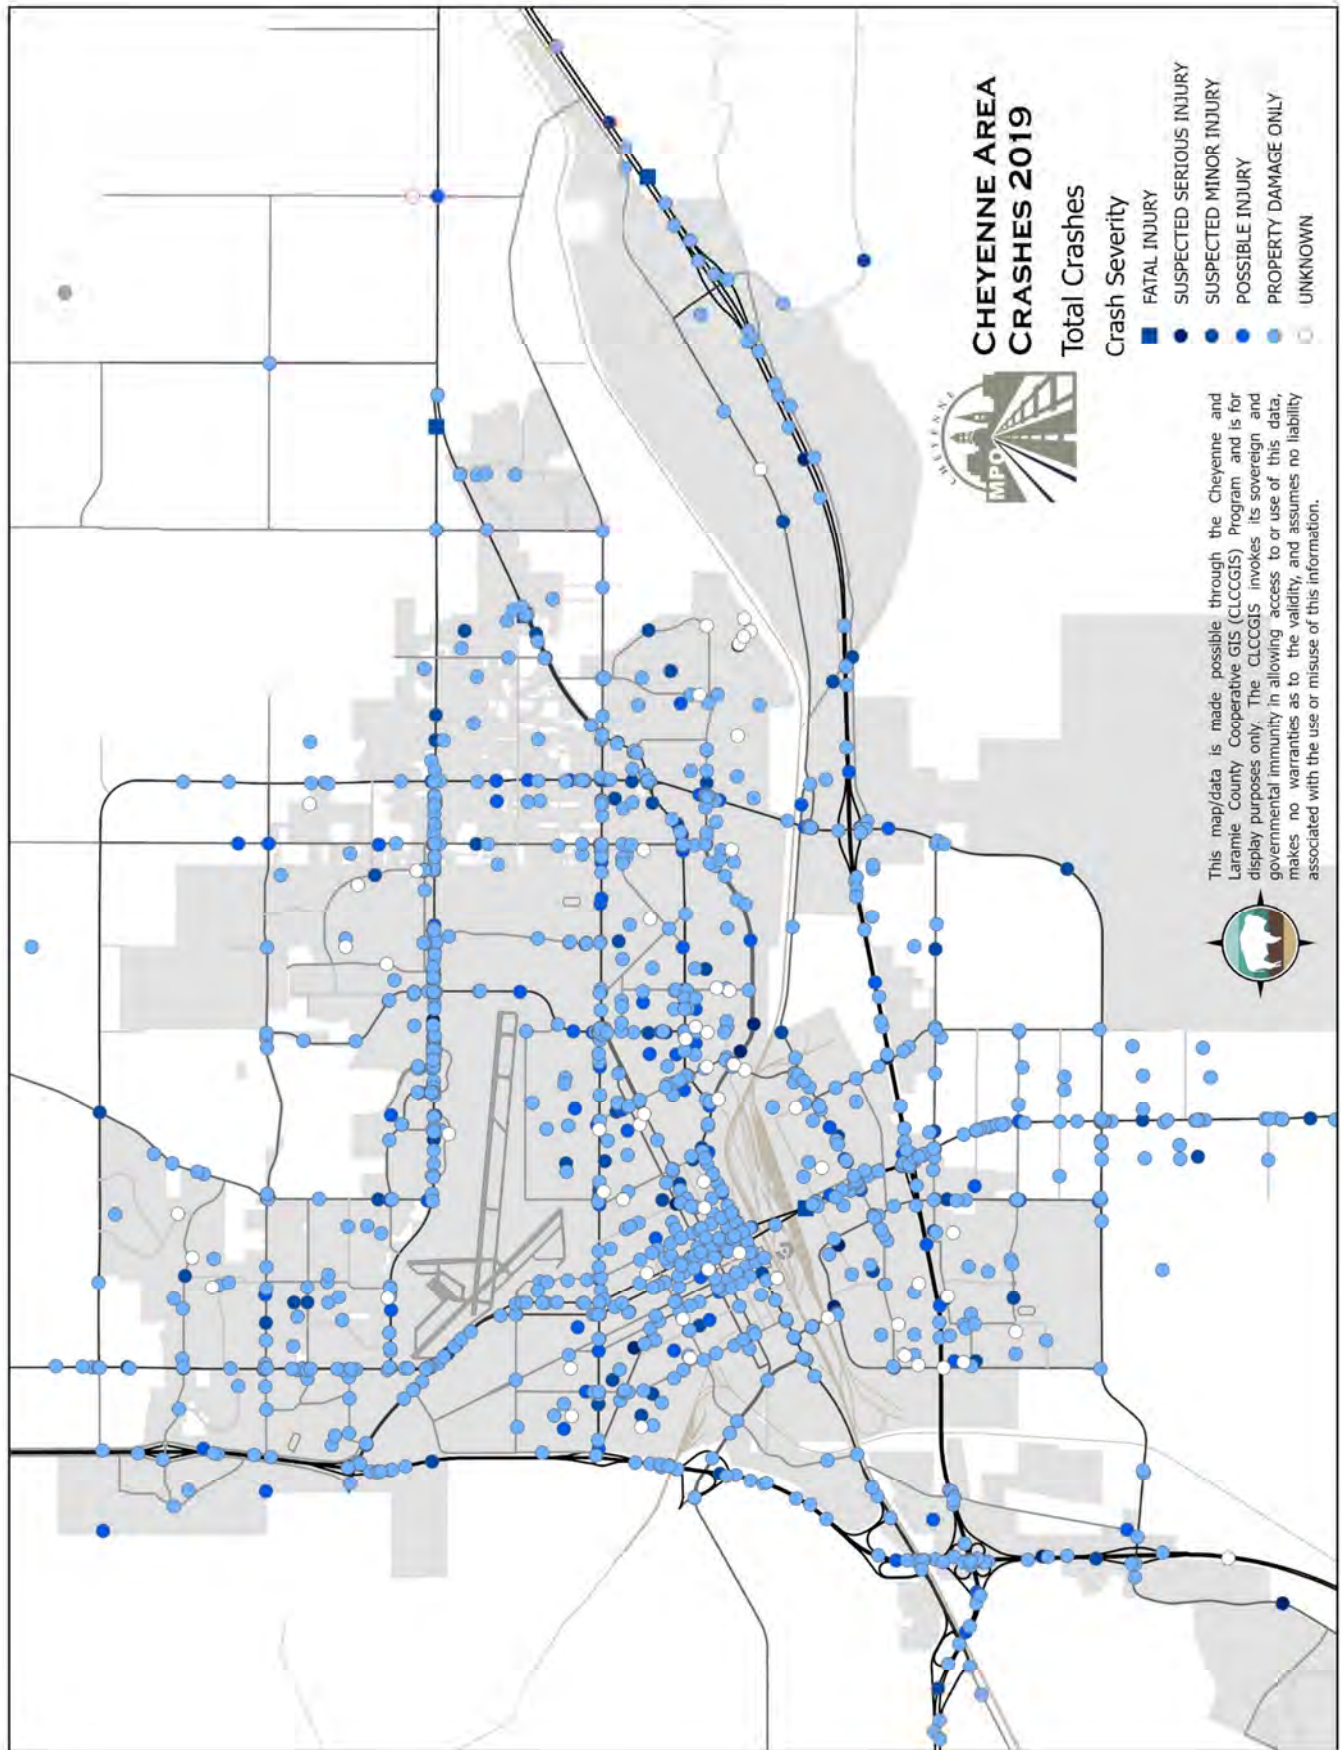 CHEYENNE AREA
CRASHES 2019
Total Crashes
Crash Severity
FATAL INJURY
SUSPECTED SERIOUS INJURY
SUSPECTED MINOR INJURY
POSSIBLE INJURY
PROPERTY DAMAGE ONLY
UNKNOWN
CHEYENNE
MPO
This map/data is made possible through the Cheyenne and
Laramie County Cooperative GIS (CLCCGIS) Program and is for
display purposes only. The CLCCGIS invokes its sovereign and
governmental immunity in allowing access to or use of this data,
makes no warranties as to the validity, and assumes no liability
associated with the use or misuse of this information.